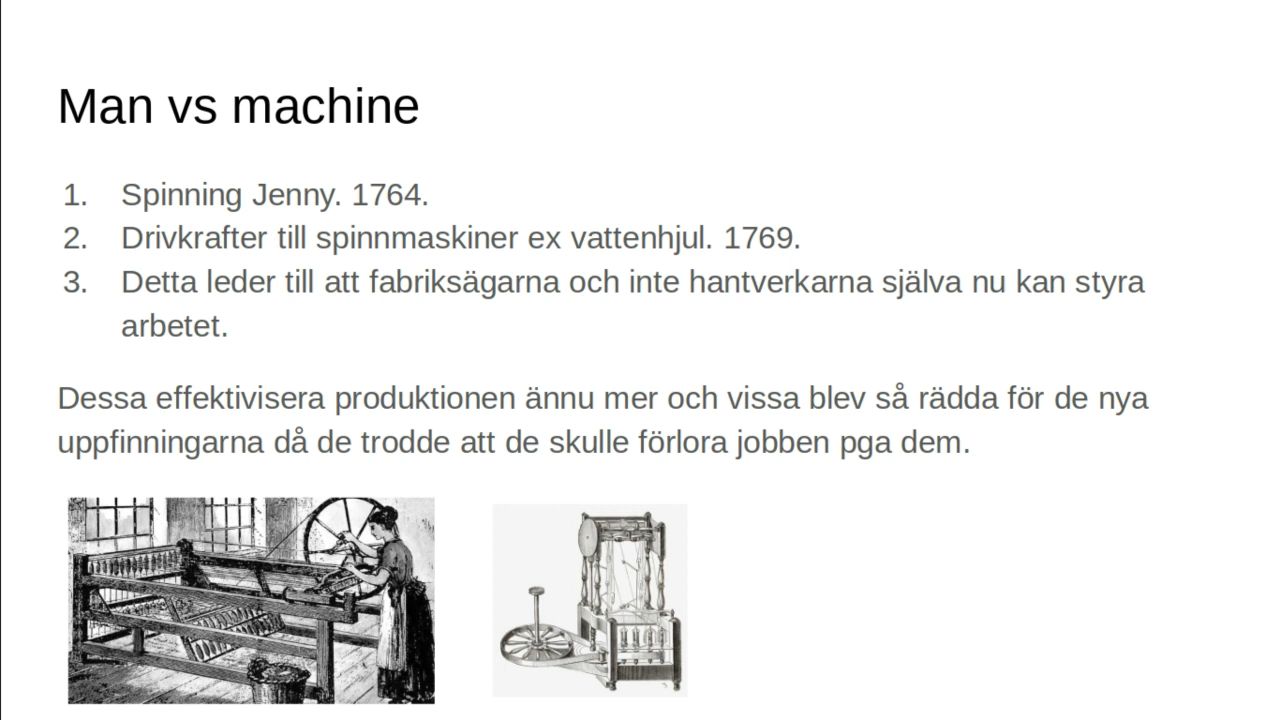 Man vs machine
1. Spinning Jenny. 1764.
2. Drivkrafter till spinnmaskiner ex vattenhjul. 1769.
3. Detta leder till att fabriksägarna och inte hantverkarna själva nu kan styra
arbetet.
Dessa effektivisera produktionen ännu mer och vissa blev så rädda för de nya
uppfinningarna då de trodde att de skulle förlora jobben pga dem.